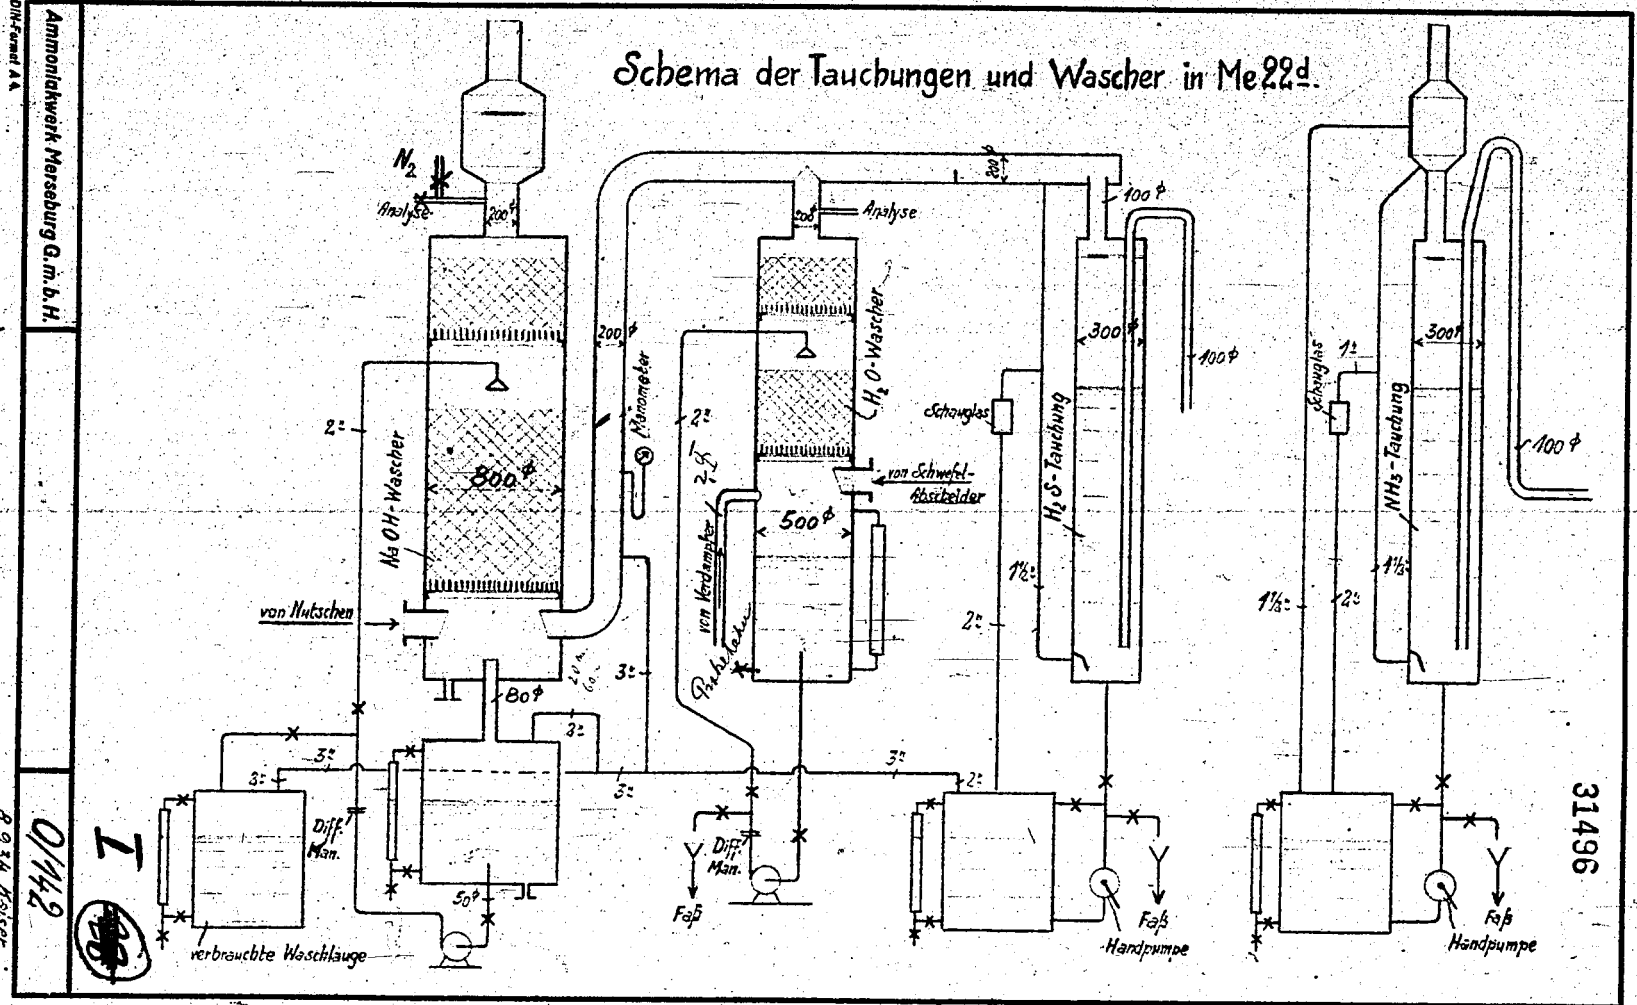 Schema der Tauchungen und Wascher in Me 22d.
Ammoniakwerk Merseburg G.m.b.H.
DIN-Format A4
N2
Analyse
200 ϕ
200 ϕ
Analyse
200 ϕ
100 ϕ
H2O-Wascher
200 ϕ
Manometer
300 ϕ
100 ϕ
Schauglas
1"
300 ϕ
2"
NaOH-Wascher
800 ϕ
2"
von Schwefel-
Abscheider
Schauglas
H2S-Tauchung
NH3-Tauchung
100 ϕ
500 ϕ
von Verdampfer
1½"
1½"
von Nutschen
2"
1½"
2"
3"
Probehahn
80 ϕ
3"
3"
3"
3"
3"
2"
Diff.
Man.
Diff.
Man.
50 ϕ
Faß
Faß
Handpumpe
Faß
Handpumpe
verbrauchte Waschlauge
31496
I
0/149